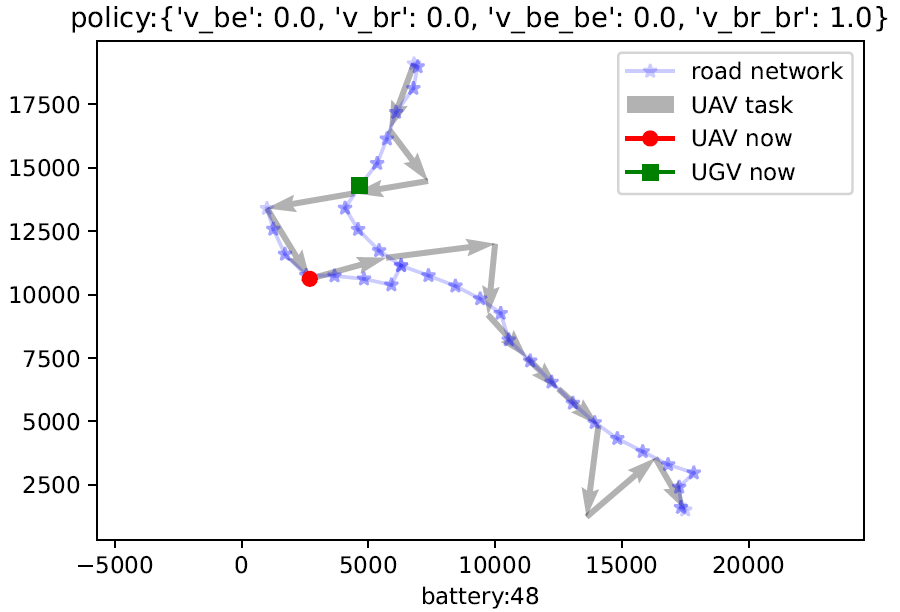 policy:{'v_be': 0.0, 'v_br': 0.0, 'v_be_be': 0.0, 'v_br_br': 1.0}
road network
UAV task
UAV now
UGV now
17500
15000
12500
10000
7500
5000
2500
−5000 0 5000 10000 15000 20000
battery:48